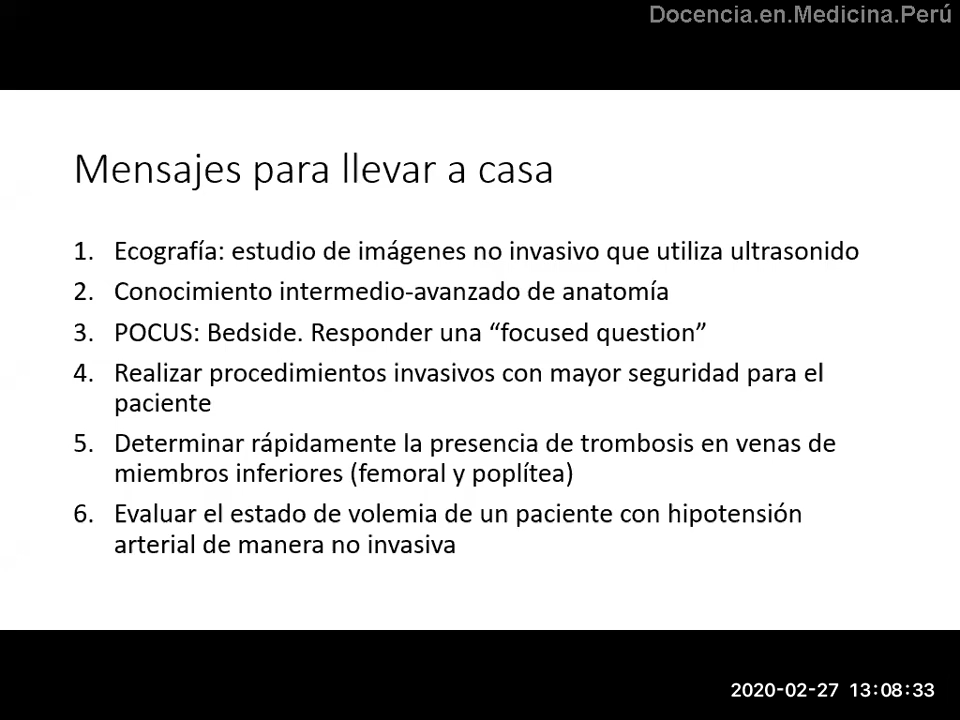 Docencia.en.Medicina.Perú
Mensajes para llevar a casa
1. Ecografía: estudio de imágenes no invasivo que utiliza ultrasonido
2. Conocimiento intermedio-avanzado de anatomía
3. POCUS: Bedside. Responder una “focused question”
4. Realizar procedimientos invasivos con mayor seguridad para el
paciente
5. Determinar rápidamente la presencia de trombosis en venas de
miembros inferiores (femoral y poplítea)
6. Evaluar el estado de volemia de un paciente con hipotensión
arterial de manera no invasiva
2020-02-27 13:08:33